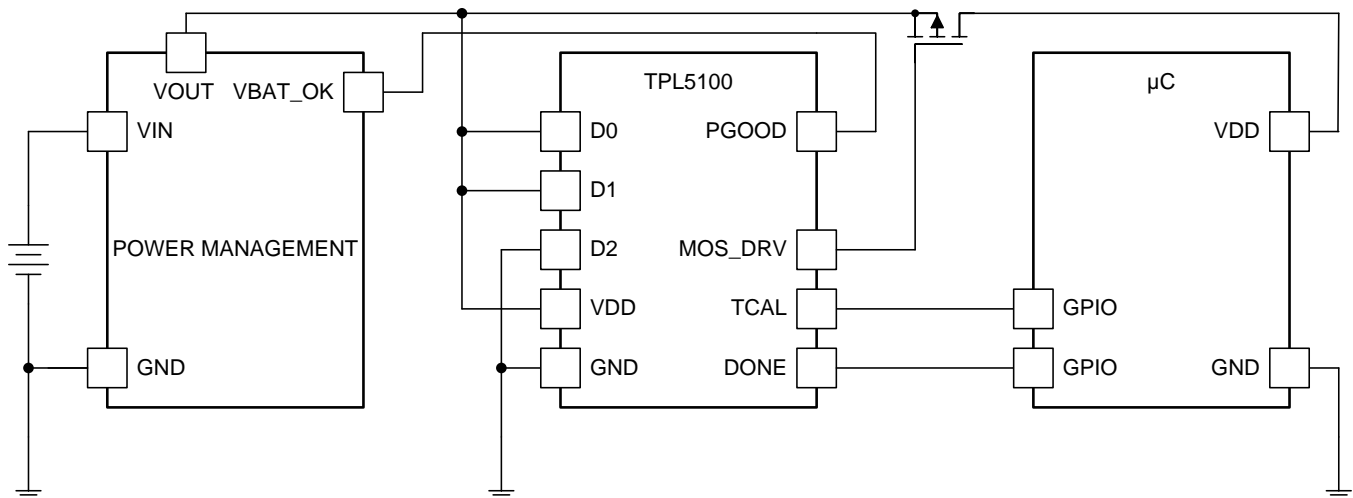 VOUT
VBAT_OK
VIN
POWER MANAGEMENT
GND
TPL5100
D0
PGOOD
D1
D2
MOS_DRV
VDD
TCAL
GND
DONE
µC
VDD
GPIO
GPIO
GND